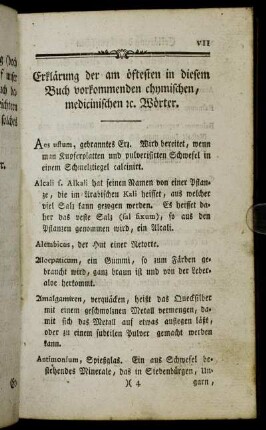 VII
Erklärung der am öftesten in diesem
Buch vorkommenden chymischen,
medicinischen ꝛc. Wörter.
Aes ustum, gebranntes Erz. Wird bereitet, wenn
man Kupferplatten und pulverisirten Schwefel in
einem Schmelztiegel calcinirt.
Alcali s. Alkali hat seinen Namen von einer Pflan-
ze, die im Arabischen Kali heisset, aus welcher
viel Salz kann gezogen werden. Es heisset da-
her das veste Salz (sal fixum), so aus den
Pflanzen genommen wird, ein Alcali.
Alembicus, der Hut einer Retorte.
Aloepaticum, ein Gummi, so zum Färben ge-
braucht wird, ganz braun ist und von der Leber-
aloe herkommt.
Amalgamiren, verquäcken, heißt das Quecksilber
mit einem geschmolznen Metall vermengen, da-
mit sich das Metall auf etwas auftragen läßt,
oder zu einem subtilen Pulver gemacht werden
kann.
Antimonium, Spießglas. Ein aus Schwefel be-
stehendes Minerale, das in Siebenbürgen, Un-
)( 4 garn,